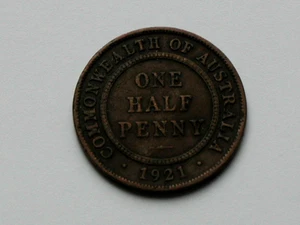 COMMONWEALTH OF AUSTRALIA
ONE
HALF
PENNY
· 1921 ·